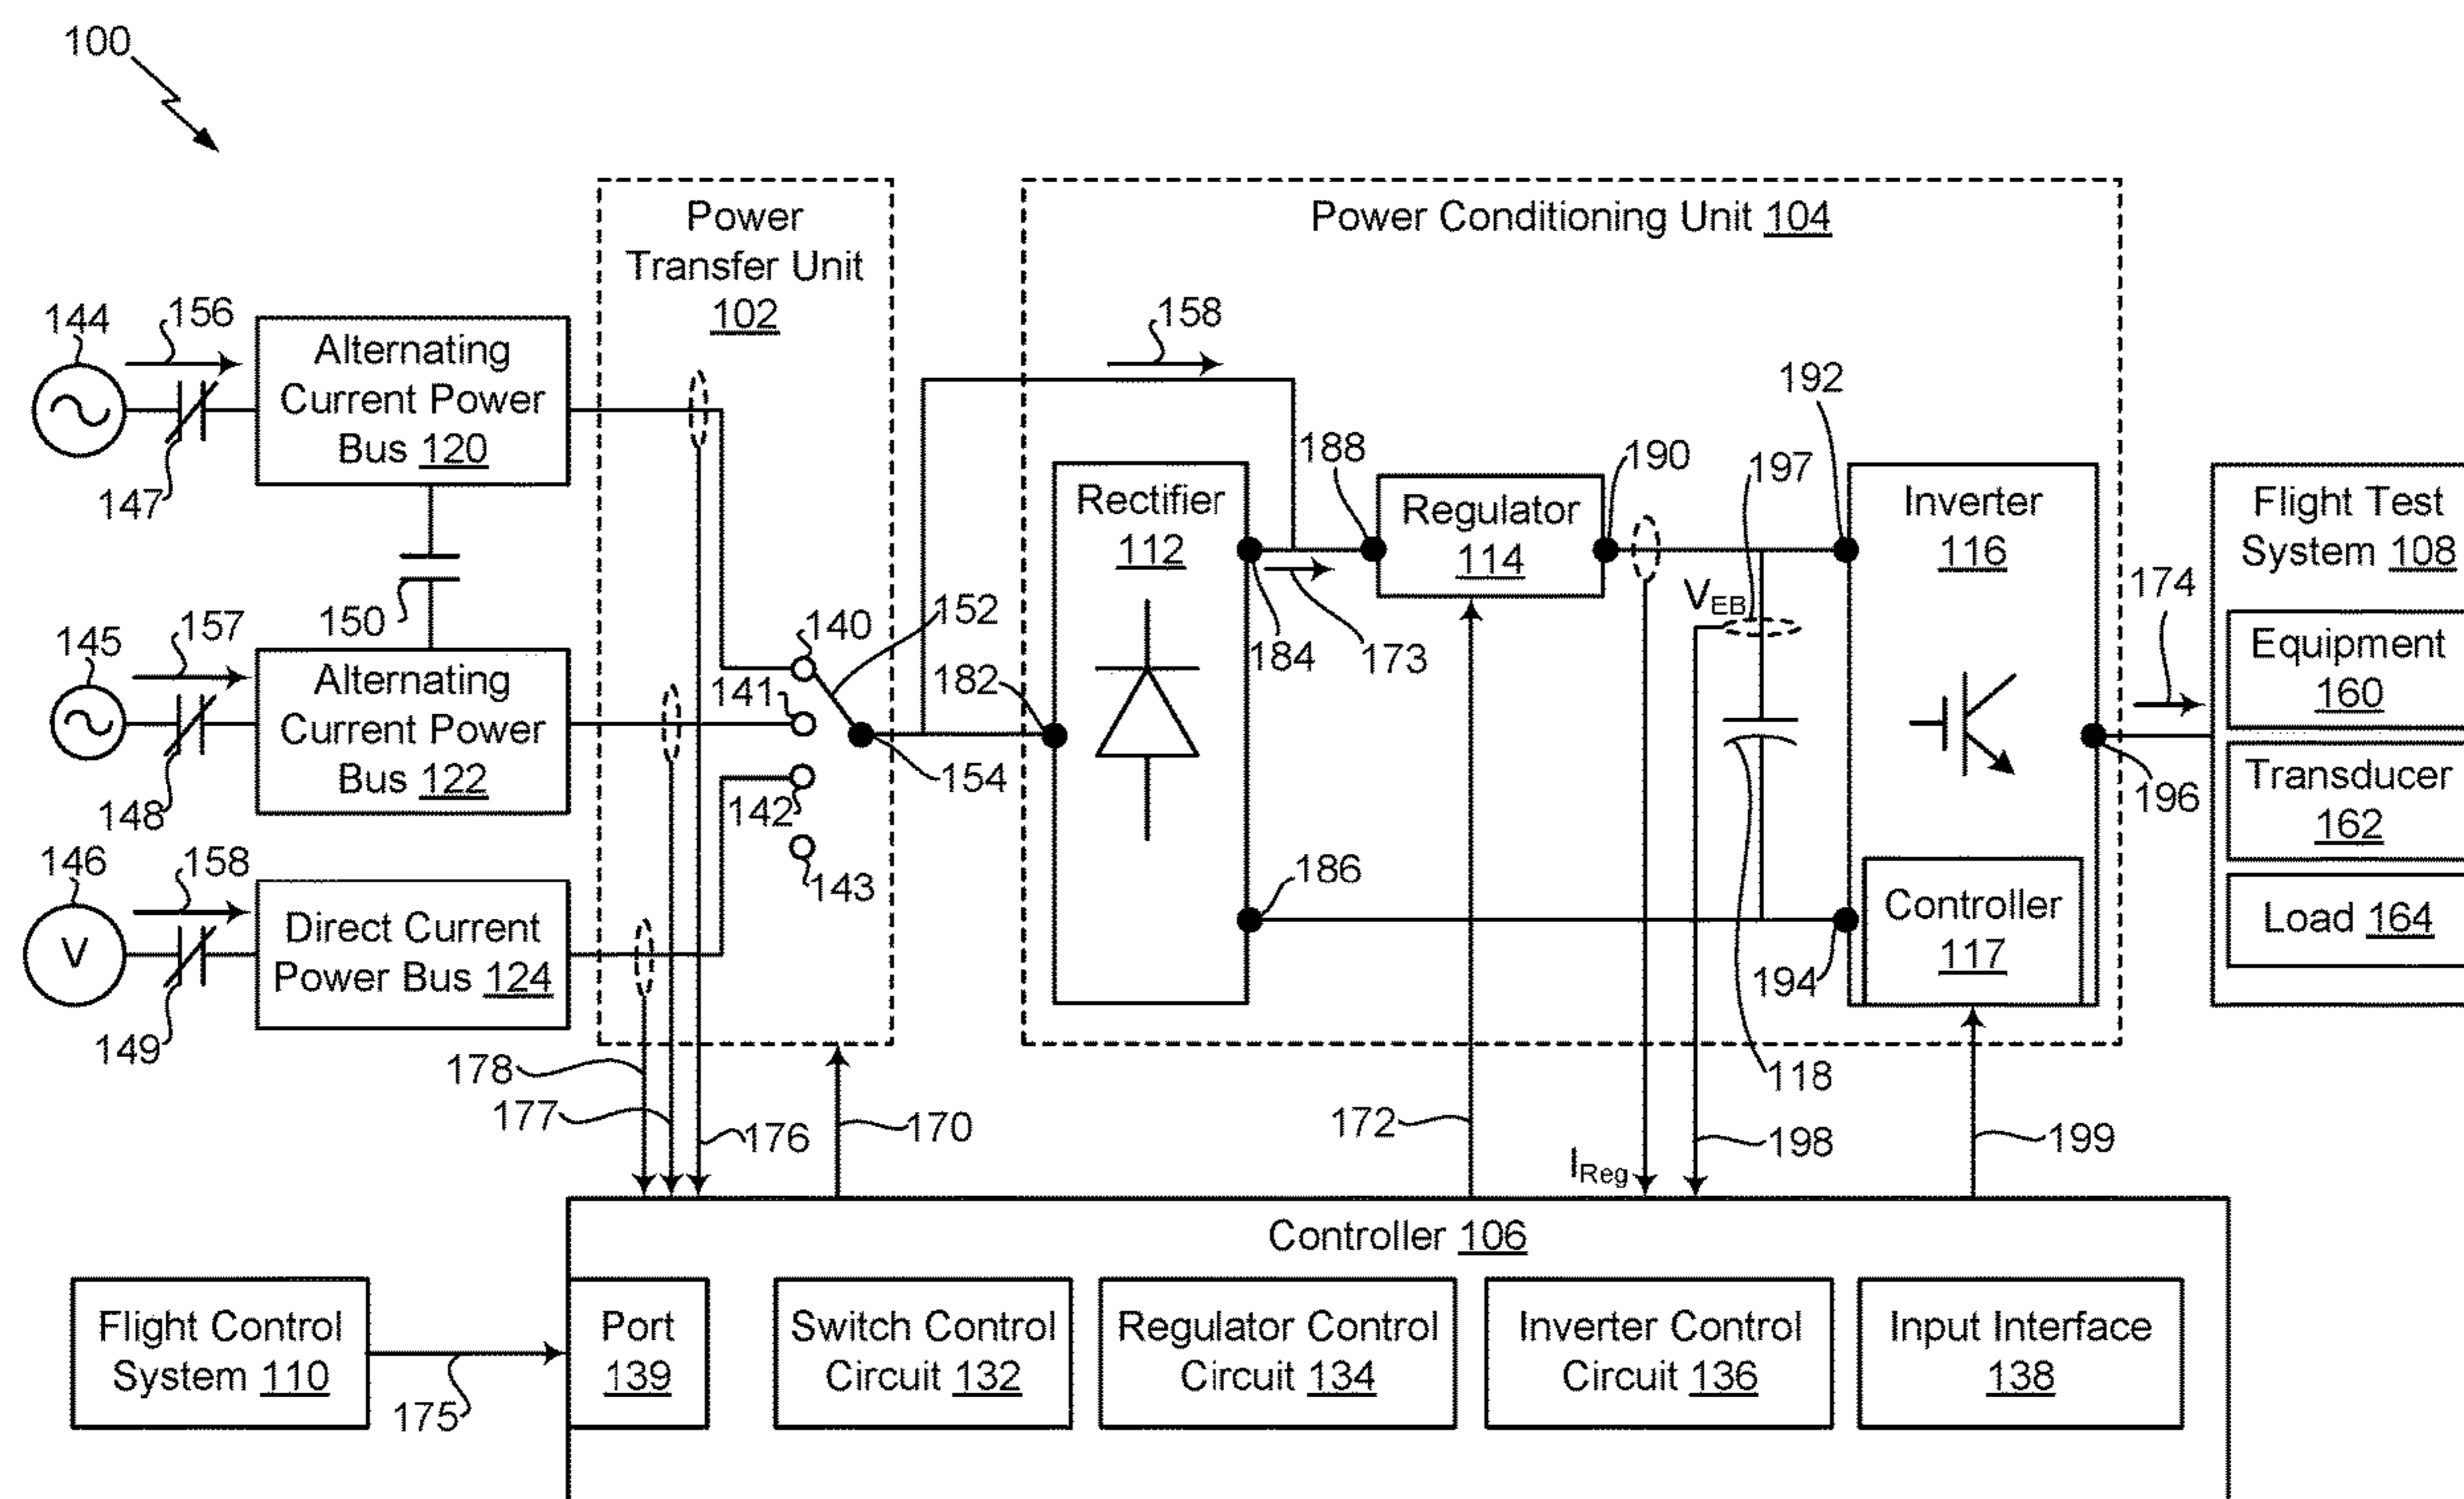 100
Power
Transfer Unit
102
Power Conditioning Unit 104
144
156
Alternating
Current Power
Bus 120
147
150
145
157
Alternating
Current Power
Bus 122
148
146
158
V
Direct Current
Power Bus 124
149
140
141
142
143
152
154
158
182
Rectifier
112
184
186
188
173
Regulator
114
190
197
VEB
192
194
118
Inverter
116
Controller
117
174
196
Flight Test
System 108
Equipment
160
Transducer
162
Load 164
178
177
176
170
172
IReg
198
199
Controller 106
Flight Control
System 110
175
Port
139
Switch Control
Circuit 132
Regulator Control
Circuit 134
Inverter Control
Circuit 136
Input Interface
138